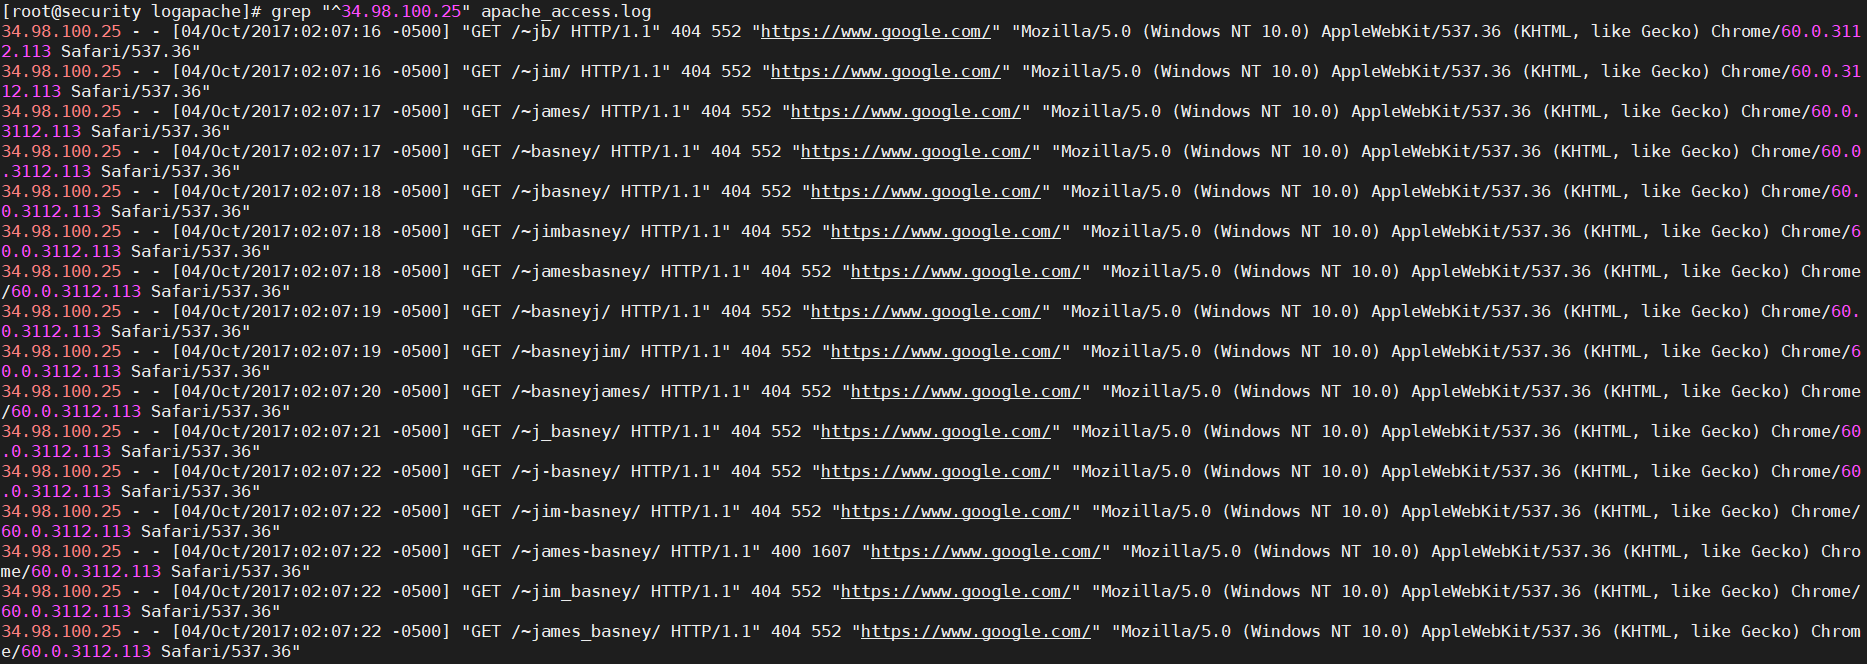 [root@security logapache]# grep "^34.98.100.25" apache_access.log
34.98.100.25 - - [04/Oct/2017:02:07:16 -0500] "GET /~jb/ HTTP/1.1" 404 552 "https://www.google.com/" "Mozilla/5.0 (Windows NT 10.0) AppleWebKit/537.36 (KHTML, like Gecko) Chrome/60.0.311
2.113 Safari/537.36"
34.98.100.25 - - [04/Oct/2017:02:07:16 -0500] "GET /~jim/ HTTP/1.1" 404 552 "https://www.google.com/" "Mozilla/5.0 (Windows NT 10.0) AppleWebKit/537.36 (KHTML, like Gecko) Chrome/60.0.31
12.113 Safari/537.36"
34.98.100.25 - - [04/Oct/2017:02:07:17 -0500] "GET /~james/ HTTP/1.1" 404 552 "https://www.google.com/" "Mozilla/5.0 (Windows NT 10.0) AppleWebKit/537.36 (KHTML, like Gecko) Chrome/60.0.
3112.113 Safari/537.36"
34.98.100.25 - - [04/Oct/2017:02:07:17 -0500] "GET /~basney/ HTTP/1.1" 404 552 "https://www.google.com/" "Mozilla/5.0 (Windows NT 10.0) AppleWebKit/537.36 (KHTML, like Gecko) Chrome/60.0
.3112.113 Safari/537.36"
34.98.100.25 - - [04/Oct/2017:02:07:18 -0500] "GET /~jbasney/ HTTP/1.1" 404 552 "https://www.google.com/" "Mozilla/5.0 (Windows NT 10.0) AppleWebKit/537.36 (KHTML, like Gecko) Chrome/60.
0.3112.113 Safari/537.36"
34.98.100.25 - - [04/Oct/2017:02:07:18 -0500] "GET /~jimbasney/ HTTP/1.1" 404 552 "https://www.google.com/" "Mozilla/5.0 (Windows NT 10.0) AppleWebKit/537.36 (KHTML, like Gecko) Chrome/6
0.0.3112.113 Safari/537.36"
34.98.100.25 - - [04/Oct/2017:02:07:18 -0500] "GET /~jamesbasney/ HTTP/1.1" 404 552 "https://www.google.com/" "Mozilla/5.0 (Windows NT 10.0) AppleWebKit/537.36 (KHTML, like Gecko) Chrome
/60.0.3112.113 Safari/537.36"
34.98.100.25 - - [04/Oct/2017:02:07:19 -0500] "GET /~basneyj/ HTTP/1.1" 404 552 "https://www.google.com/" "Mozilla/5.0 (Windows NT 10.0) AppleWebKit/537.36 (KHTML, like Gecko) Chrome/60.
0.3112.113 Safari/537.36"
34.98.100.25 - - [04/Oct/2017:02:07:19 -0500] "GET /~basneyjim/ HTTP/1.1" 404 552 "https://www.google.com/" "Mozilla/5.0 (Windows NT 10.0) AppleWebKit/537.36 (KHTML, like Gecko) Chrome/6
0.0.3112.113 Safari/537.36"
34.98.100.25 - - [04/Oct/2017:02:07:20 -0500] "GET /~basneyjames/ HTTP/1.1" 404 552 "https://www.google.com/" "Mozilla/5.0 (Windows NT 10.0) AppleWebKit/537.36 (KHTML, like Gecko) Chrome
/60.0.3112.113 Safari/537.36"
34.98.100.25 - - [04/Oct/2017:02:07:21 -0500] "GET /~j_basney/ HTTP/1.1" 404 552 "https://www.google.com/" "Mozilla/5.0 (Windows NT 10.0) AppleWebKit/537.36 (KHTML, like Gecko) Chrome/60
.0.3112.113 Safari/537.36"
34.98.100.25 - - [04/Oct/2017:02:07:22 -0500] "GET /~j-basney/ HTTP/1.1" 404 552 "https://www.google.com/" "Mozilla/5.0 (Windows NT 10.0) AppleWebKit/537.36 (KHTML, like Gecko) Chrome/60
.0.3112.113 Safari/537.36"
34.98.100.25 - - [04/Oct/2017:02:07:22 -0500] "GET /~jim-basney/ HTTP/1.1" 404 552 "https://www.google.com/" "Mozilla/5.0 (Windows NT 10.0) AppleWebKit/537.36 (KHTML, like Gecko) Chrome/
60.0.3112.113 Safari/537.36"
34.98.100.25 - - [04/Oct/2017:02:07:22 -0500] "GET /~james-basney/ HTTP/1.1" 400 1607 "https://www.google.com/" "Mozilla/5.0 (Windows NT 10.0) AppleWebKit/537.36 (KHTML, like Gecko) Chro
me/60.0.3112.113 Safari/537.36"
34.98.100.25 - - [04/Oct/2017:02:07:22 -0500] "GET /~jim_basney/ HTTP/1.1" 404 552 "https://www.google.com/" "Mozilla/5.0 (Windows NT 10.0) AppleWebKit/537.36 (KHTML, like Gecko) Chrome/
60.0.3112.113 Safari/537.36"
34.98.100.25 - - [04/Oct/2017:02:07:22 -0500] "GET /~james_basney/ HTTP/1.1" 404 552 "https://www.google.com/" "Mozilla/5.0 (Windows NT 10.0) AppleWebKit/537.36 (KHTML, like Gecko) Chrom
e/60.0.3112.113 Safari/537.36"